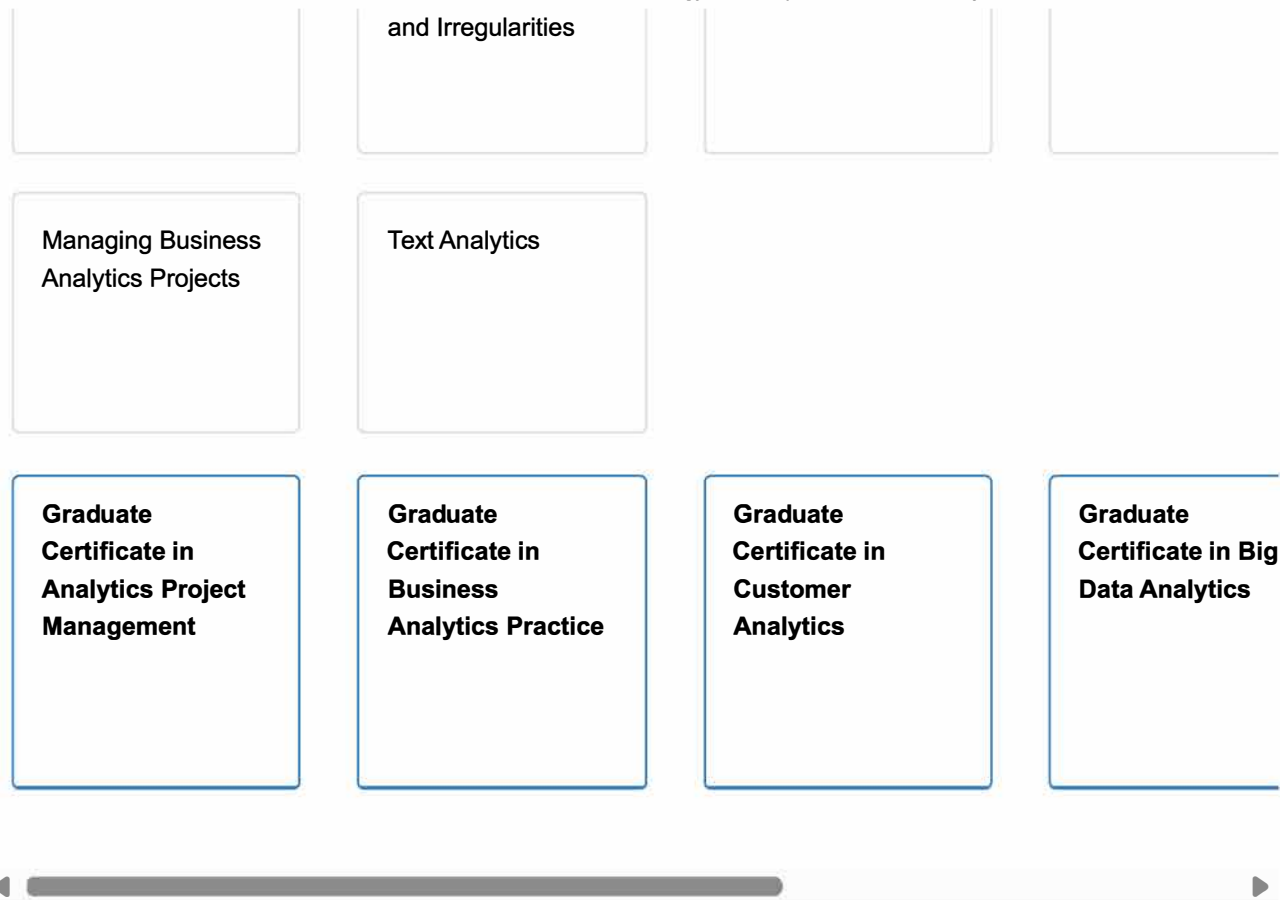 and Irregularities
Managing Business
Analytics Projects
Text Analytics
Graduate
Certificate in
Analytics Project
Management
Graduate
Certificate in
Business
Analytics Practice
Graduate
Certificate in
Customer
Analytics
Graduate
Certificate in Big
Data Analytics